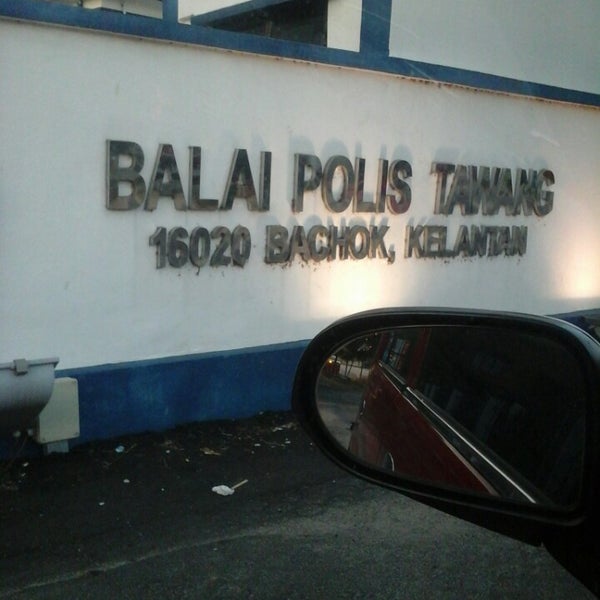 BALAI POLIS TAWANG
16020 BACHOK, KELANTAN